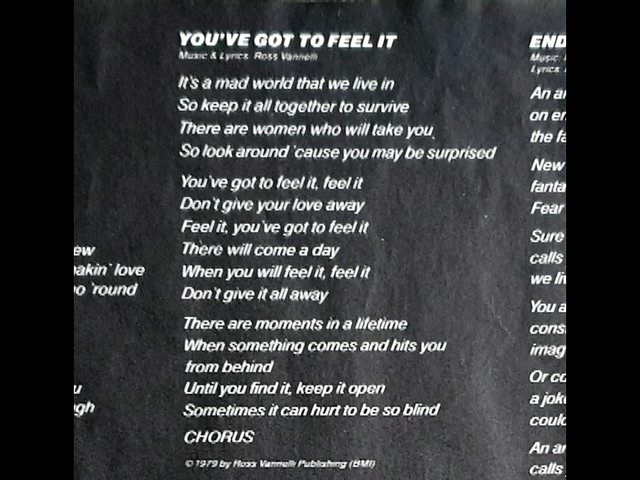 YOU'VE GOT TO FEEL IT
Music & Lyrics: Ross Vannelli
It's a mad world that we live in
So keep it all together to survive
There are women who will take you
So look around 'cause you may be surprised
You've got to feel it, feel it
Don't give your love away
Feel it, you've got to feel it
There will come a day
When you will feel it, feel it
Don't give it all away
There are moments in a lifetime
When something comes and hits you
from behind
Until you find it, keep it open
Sometimes it can hurt to be so blind
CHORUS
© 1979 by Ross Vannelli Publishing (BMI)
ew
akin' love
o 'round
u
gh
END
Music:
Lyrics:
An a
on e
the fa
New
fanta
Fear
Sure
calls
we li
You a
cons
imag
Or co
a joke
could
An a
calls